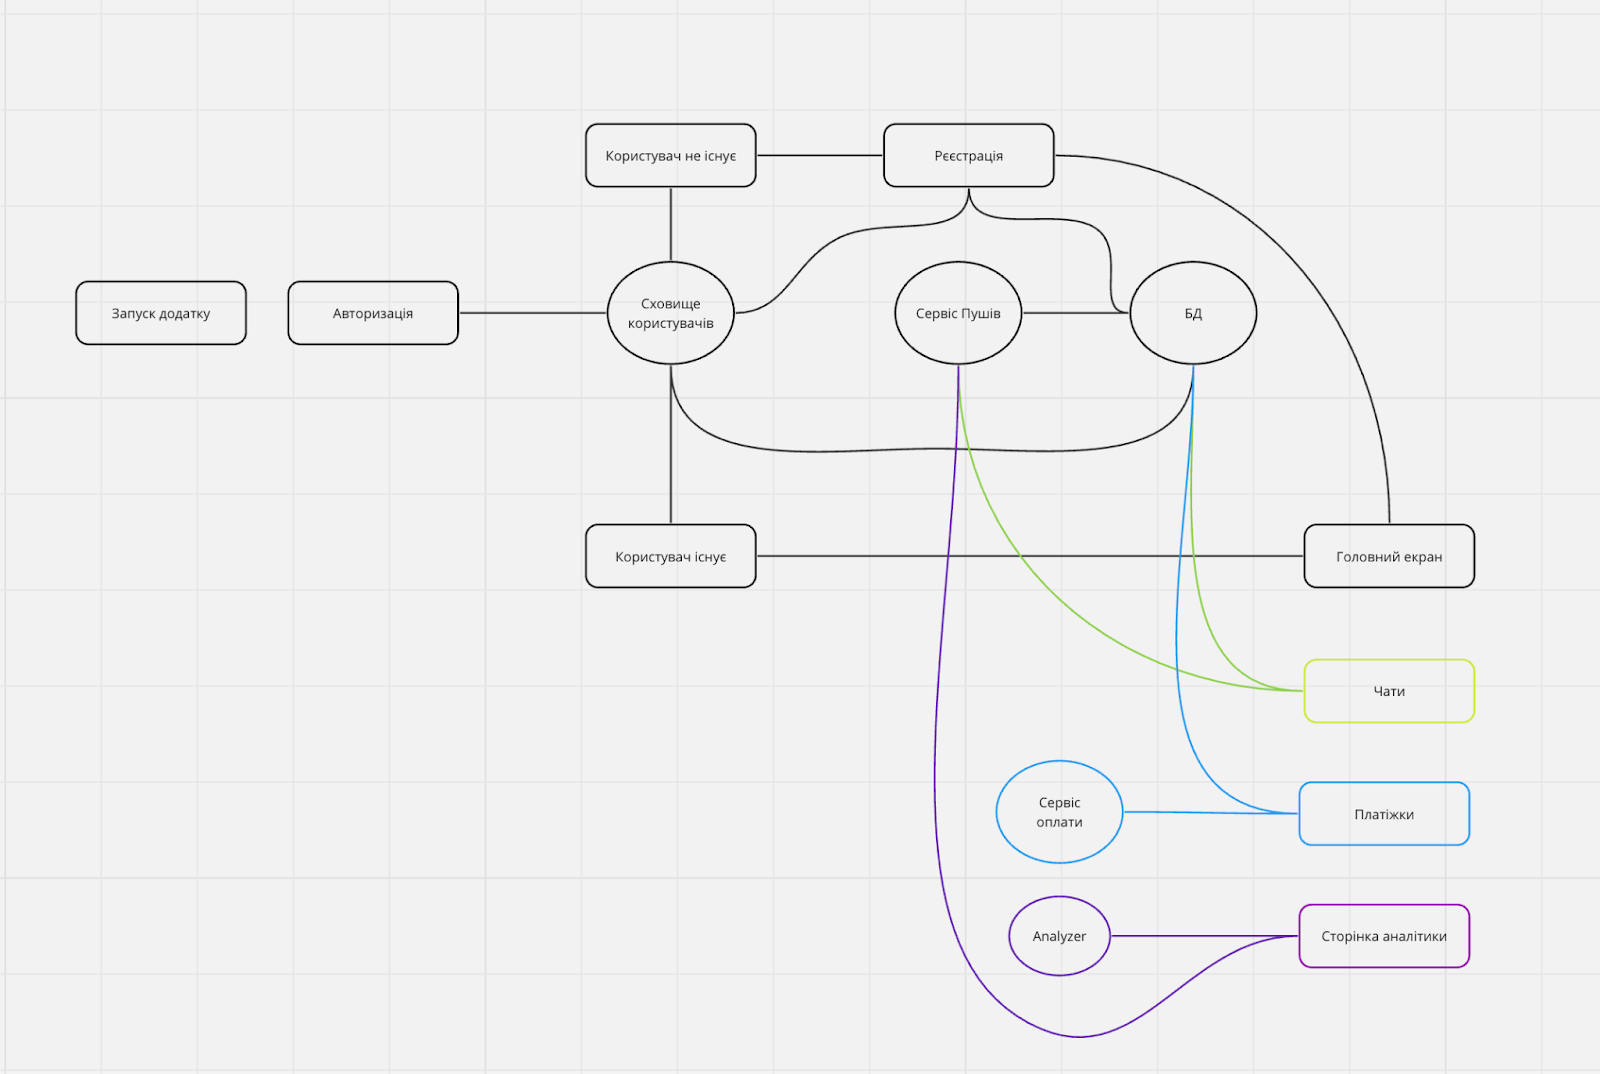 Користувач не існує
Рєєстрація
Запуск додатку
Авторизація
Сховище
користувачів
Сервіс Пушів
БД
Користувач існує
Головний екран
Чати
Сервіс
оплати
Платіжки
Analyzer
Сторінка аналітики